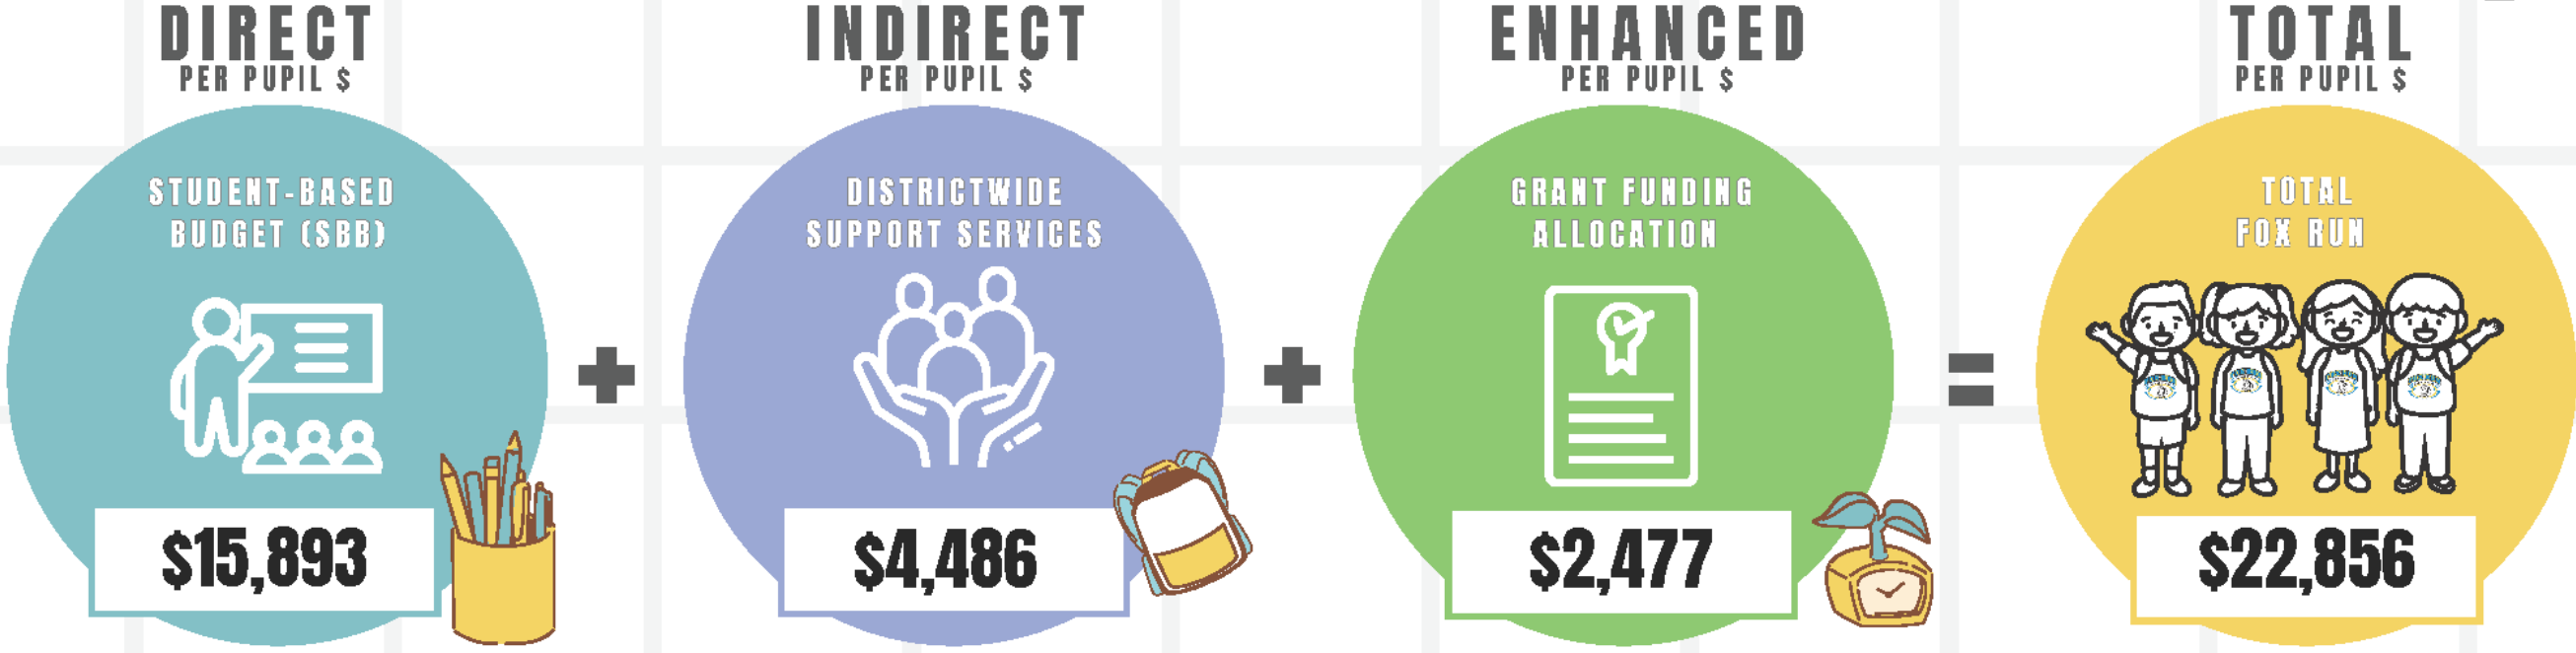 DIRECT
PER PUPIL $
STUDENT-BASED
BUDGET (SBB)
$15,893
+
INDIRECT
PER PUPIL $
DISTRICTWIDE
SUPPORT SERVICES
$4,486
+
ENHANCED
PER PUPIL $
GRANT FUNDING
ALLOCATION
$2,477
=
TOTAL
PER PUPIL $
TOTAL
FOX RUN
$22,856